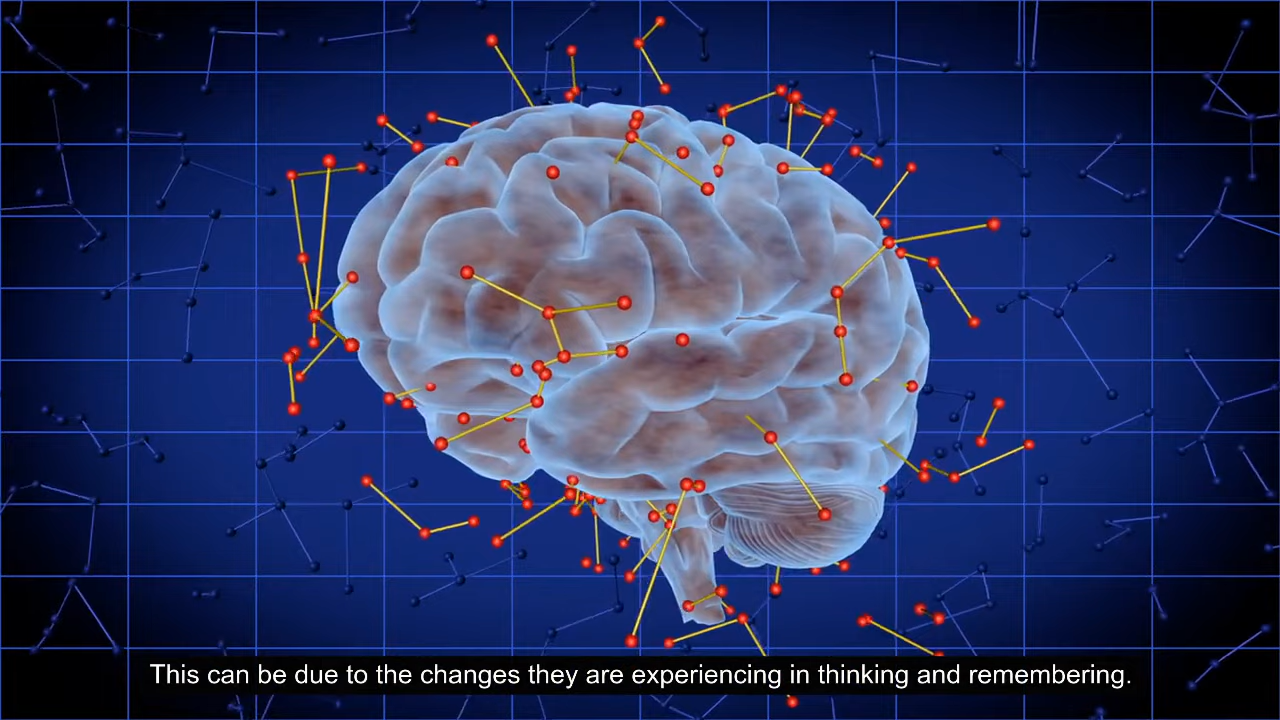 This can be due to the changes they are experiencing in thinking and remembering.